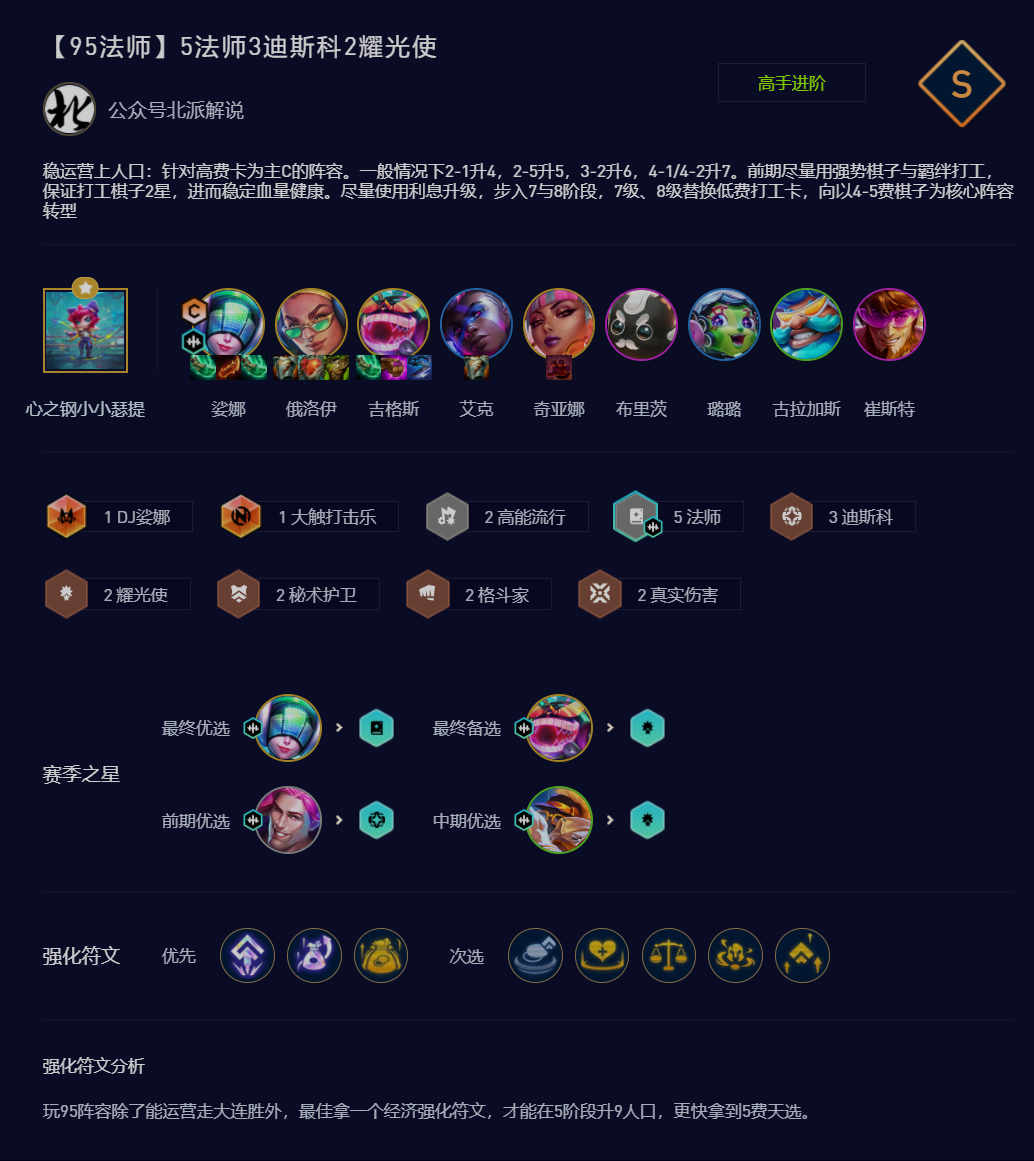 【95法师】5法师3迪斯科2耀光使
高手进阶
S
公众号北派解说
稳运营上人口：针对高费卡为主C的阵容。一般情况下2-1升4，2-5升5，3-2升6，4-1/4-2升7。前期尽量用强势棋子与羁绊打工，
保证打工棋子2星，进而稳定血量健康。尽量使用利息升级，步入7与8阶段，7级、8级替换低费打工卡，向以4-5费棋子为核心阵容
转型
C
心之钢小小瑟提
娑娜
俄洛伊
吉格斯
艾克
奇亚娜
布里茨
璐璐
古拉加斯
崔斯特
1 DJ娑娜
1 大触打击乐
2 高能流行
5 法师
3 迪斯科
2 耀光使
2 秘术护卫
2 格斗家
2 真实伤害
赛季之星
最终优选
最终备选
前期优选
中期优选
强化符文
优先
次选
强化符文分析
玩95阵容除了能运营走大连胜外，最佳拿一个经济强化符文，才能在5阶段升9人口，更快拿到5费天选。